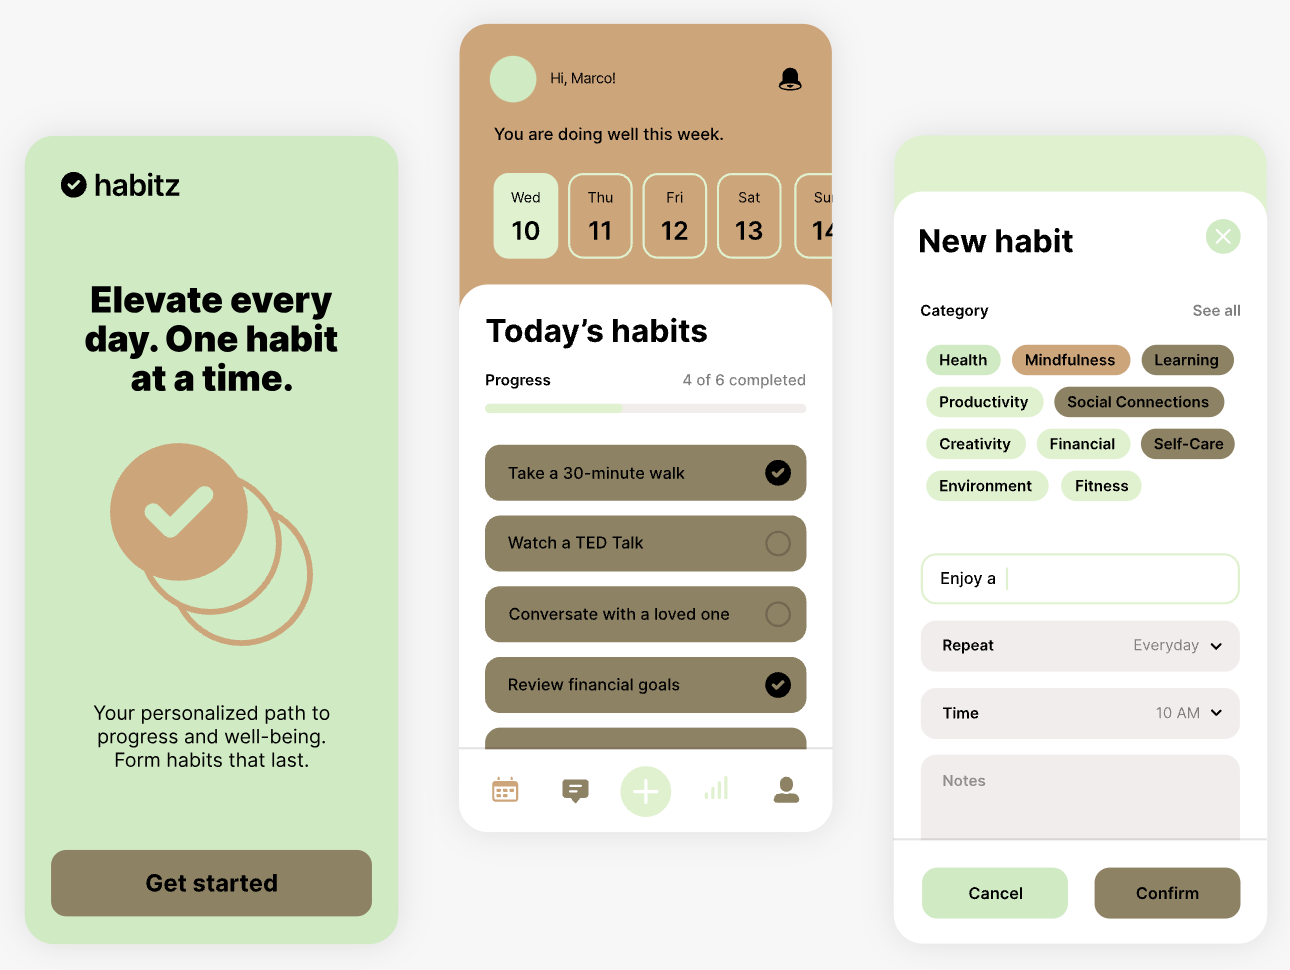 habitz
Elevate every
day. One habit
at a time.
Your personalized path to
progress and well-being.
Form habits that last.
Get started
Hi, Marco!
You are doing well this week.
Wed Thu Fri Sat Sun
10 11 12 13 14
Today’s habits
Progress 4 of 6 completed
Take a 30-minute walk
Watch a TED Talk
Conversate with a loved one
Review financial goals
New habit
Category See all
Health Mindfulness Learning
Productivity Social Connections
Creativity Financial Self-Care
Environment Fitness
Enjoy a
Repeat Everyday
Time 10 AM
Notes
Cancel Confirm